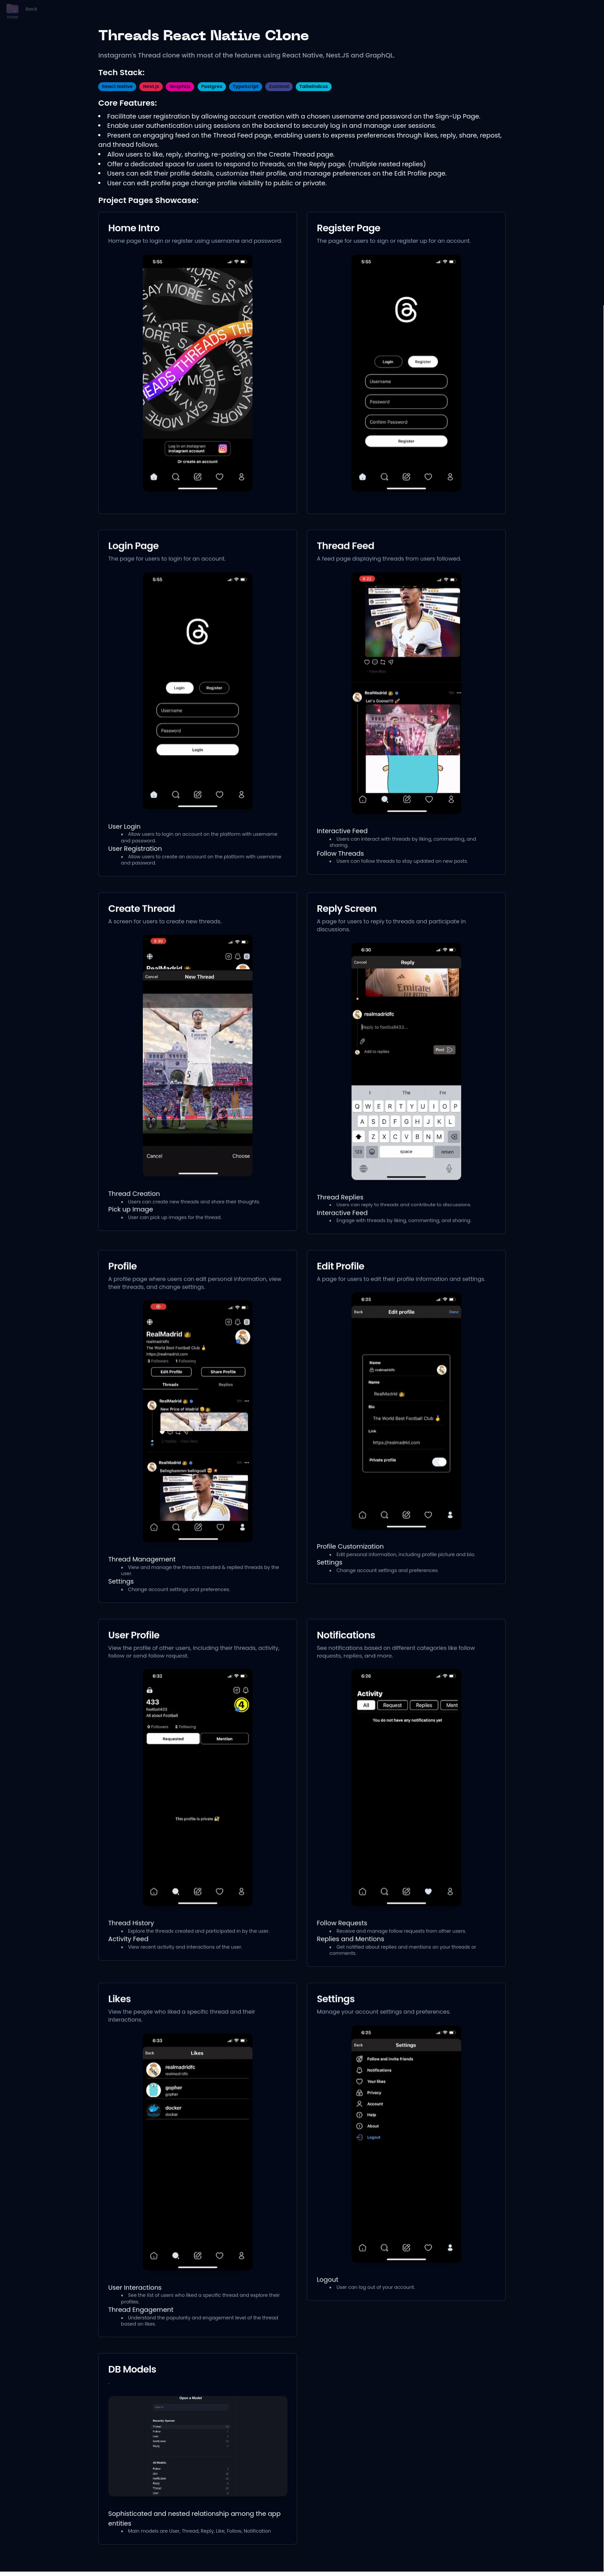 Back
Threads React Native Clone
Instagram's Thread clone with most of the features using React Native, Nest.JS and GraphQL.
Tech Stack:
React Native Nest.js GraphQL Postgres TypeScript Zustand TailwindCSS
Core Features:
• Facilitate user registration by allowing account creation with a chosen username and password on the Sign-Up Page.
• Enable user authentication using sessions on the backend to securely log in and manage user sessions.
• Present an engaging feed on the Thread Feed page, enabling users to express preferences through likes, reply, share, repost,
and thread follows.
• Allow users to like, reply, sharing, re-posting on the Create Thread page.
• Offer a dedicated space for users to respond to threads, on the Reply page. (multiple nested replies)
• Users can edit their profile details, customize their profile, and manage preferences on the Edit Profile page.
• User can edit profile page change profile visibility to public or private.
Project Pages Showcase:
Home Intro
Home page to login or register using username and password.
5:55
SAY MORE
THREADS
Log in on Instagram
Instagram account
Or create an account
Register Page
The page for users to sign or register up for an account.
5:55
Login Register
Username
Password
Confirm Password
Register
Login Page
The page for users to login for an account.
5:55
Login Register
Username
Password
Login
User Login
• Allow users to login an account on the platform with username
and password.
User Registration
• Allow users to create an account on the platform with username
and password.
Thread Feed
A feed page displaying threads from users followed.
RealMadrid
Let's Gooo!!!!
Interactive Feed
• Users can interact with threads by liking, commenting, and
sharing.
Follow Threads
• Users can follow threads to stay updated on new posts.
Create Thread
A screen for users to create new threads.
6:30
RealMadrid
Cancel New Thread
Cancel Choose
Thread Creation
• Users can create new threads and share their thoughts.
Pick up Image
• User can pick up images for the thread.
Reply Screen
A page for users to reply to threads and participate in
discussions.
6:30
Cancel Reply
Emirates
realmadridfc
Reply to football433...
Add to replies Post
I The I'm
Q W E R T Y U I O P
A S D F G H J K L
Z X C V B N M
123 space return
Thread Replies
• Users can reply to threads and contribute to discussions.
Interactive Feed
• Engage with threads by liking, commenting, and sharing.
Profile
A profile page where users can edit personal information, view
their threads, and change settings.
RealMadrid
realmadridfc
The World Best Football Club
https://realmadrid.com
3 Followers 1 Following
Edit Profile Share Profile
Threads Replies
RealMadrid
New Price of Madrid
RealMadrid
Belinghammn belingoall
Thread Management
• View and manage the threads created & replied threads by the
user.
Settings
• Change account settings and preferences.
Edit Profile
A page for users to edit their profile information and settings.
6:25
Back Edit profile Done
Name
realmadridfc
Name
RealMadrid
Bio
The World Best Football Club
Link
https://realmadrid.com
Private profile
Profile Customization
• Edit personal information, including profile picture and bio.
Settings
• Change account settings and preferences.
User Profile
View the profile of other users, including their threads, activity,
follow or send follow request.
6:32
433
football433
All about Football
0 Followers 3 Following
Requested Mention
This profile is private
Thread History
• Explore the threads created and participated in by the user.
Activity Feed
• View recent activity and interactions of the user.
Notifications
See notifications based on different categories like follow
requests, replies, and more.
6:26
Activity
All Request Replies Ment
You do not have any notifications yet
Follow Requests
• Receive and manage follow requests from other users.
Replies and Mentions
• Get notified about replies and mentions on your threads or
comments.
Likes
View the people who liked a specific thread and their
interactions.
6:33
Back Likes
realmadridfc
realmadridfc
gopher
gopher
docker
docker
User Interactions
• See the list of users who liked a specific thread and explore their
profiles.
Thread Engagement
• Understand the popularity and engagement level of the thread
based on likes.
Settings
Manage your account settings and preferences.
6:25
Back Settings
Follow and Invite friends
Notifications
Your likes
Privacy
Account
Help
About
Logout
Logout
• User can log out of your account.
DB Models
Open a Model
Recently Opened
Thread
Follow
User
Notification
Reply
All Models
Follow
Like
Notification
Reply
Thread
User
Sophisticated and nested relationship among the app
entities
• Main models are User, Thread, Reply, Like, Follow, Notification